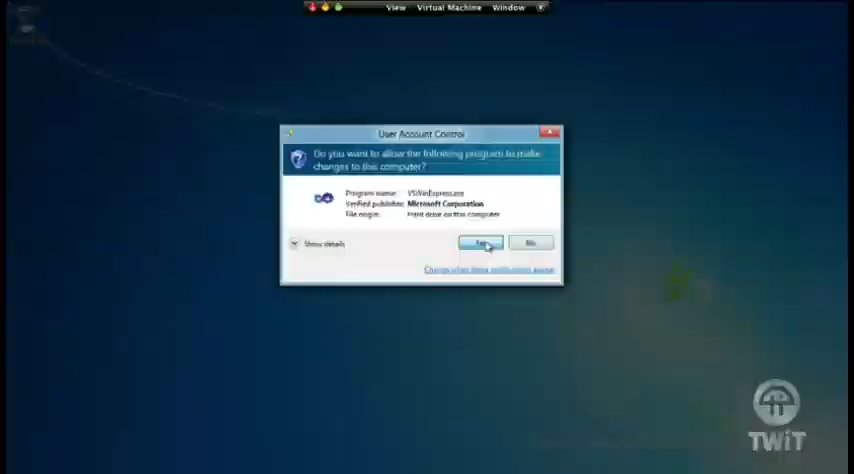 View Virtual Machine Window
User Account Control
Do you want to allow the following program to make
changes to this computer?
Program name: VSWinExpress.exe
Verified publisher: Microsoft Corporation
File origin: Hard drive on this computer
Show details
Yes
No
Change when these notifications appear
TWiT